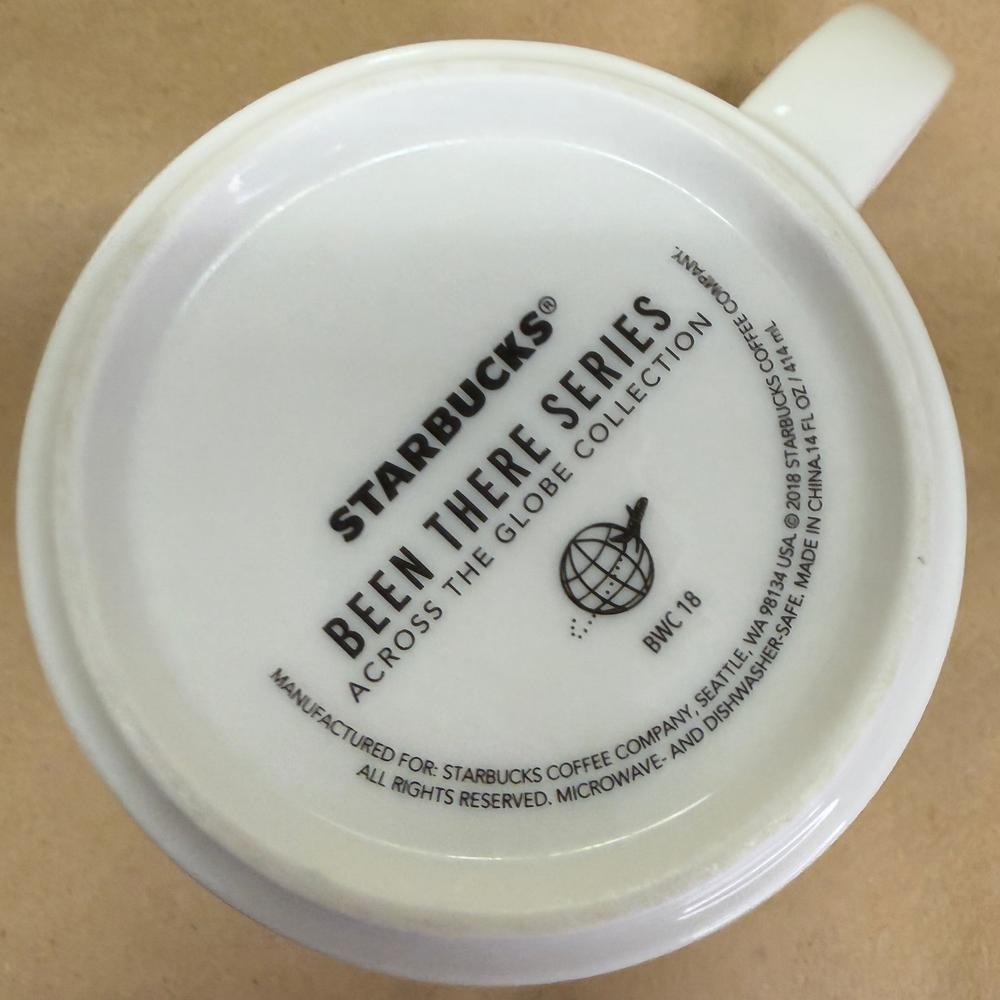 STARBUCKS®
BEEN THERE SERIES
ACROSS THE GLOBE COLLECTION
BWC 18
MANUFACTURED FOR: STARBUCKS COFFEE COMPANY, SEATTLE, WA 98134 USA. © 2018 STARBUCKS COFFEE COMPANY.
ALL RIGHTS RESERVED. MICROWAVE- AND DISHWASHER-SAFE. MADE IN CHINA.14 FL OZ / 414 mL